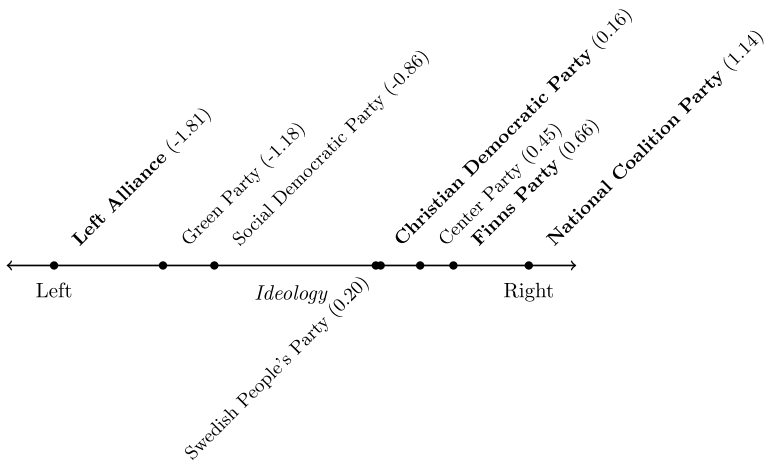 Left Alliance (-1.81)
Green Party (-1.18)
Social Democratic Party (-0.86)
Christian Democratic Party (0.16)
Center Party (0.45)
Finns Party (0.66)
National Coalition Party (1.14)
Left
Ideology
Right
Swedish People's Party (0.20)